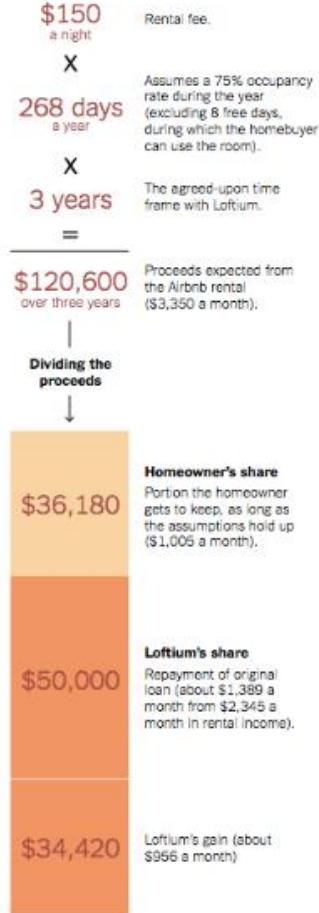 $150
a night
Rental fee.
X
268 days
a year
Assumes a 75% occupancy
rate during the year
(excluding 8 free days,
during which the homebuyer
can use the room).
X
3 years
The agreed-upon time
frame with Loftium.
=
$120,600
over three years
Proceeds expected from
the Airbnb rental
($3,350 a month).
Dividing the
proceeds
$36,180
Homeowner's share
Portion the homeowner
gets to keep, as long as
the assumptions hold up
($1,005 a month).
$50,000
Loftium's share
Repayment of original
loan (about $1,389 a
month from $2,345 a
month in rental income).
$34,420
Loftium's gain (about
$956 a month)